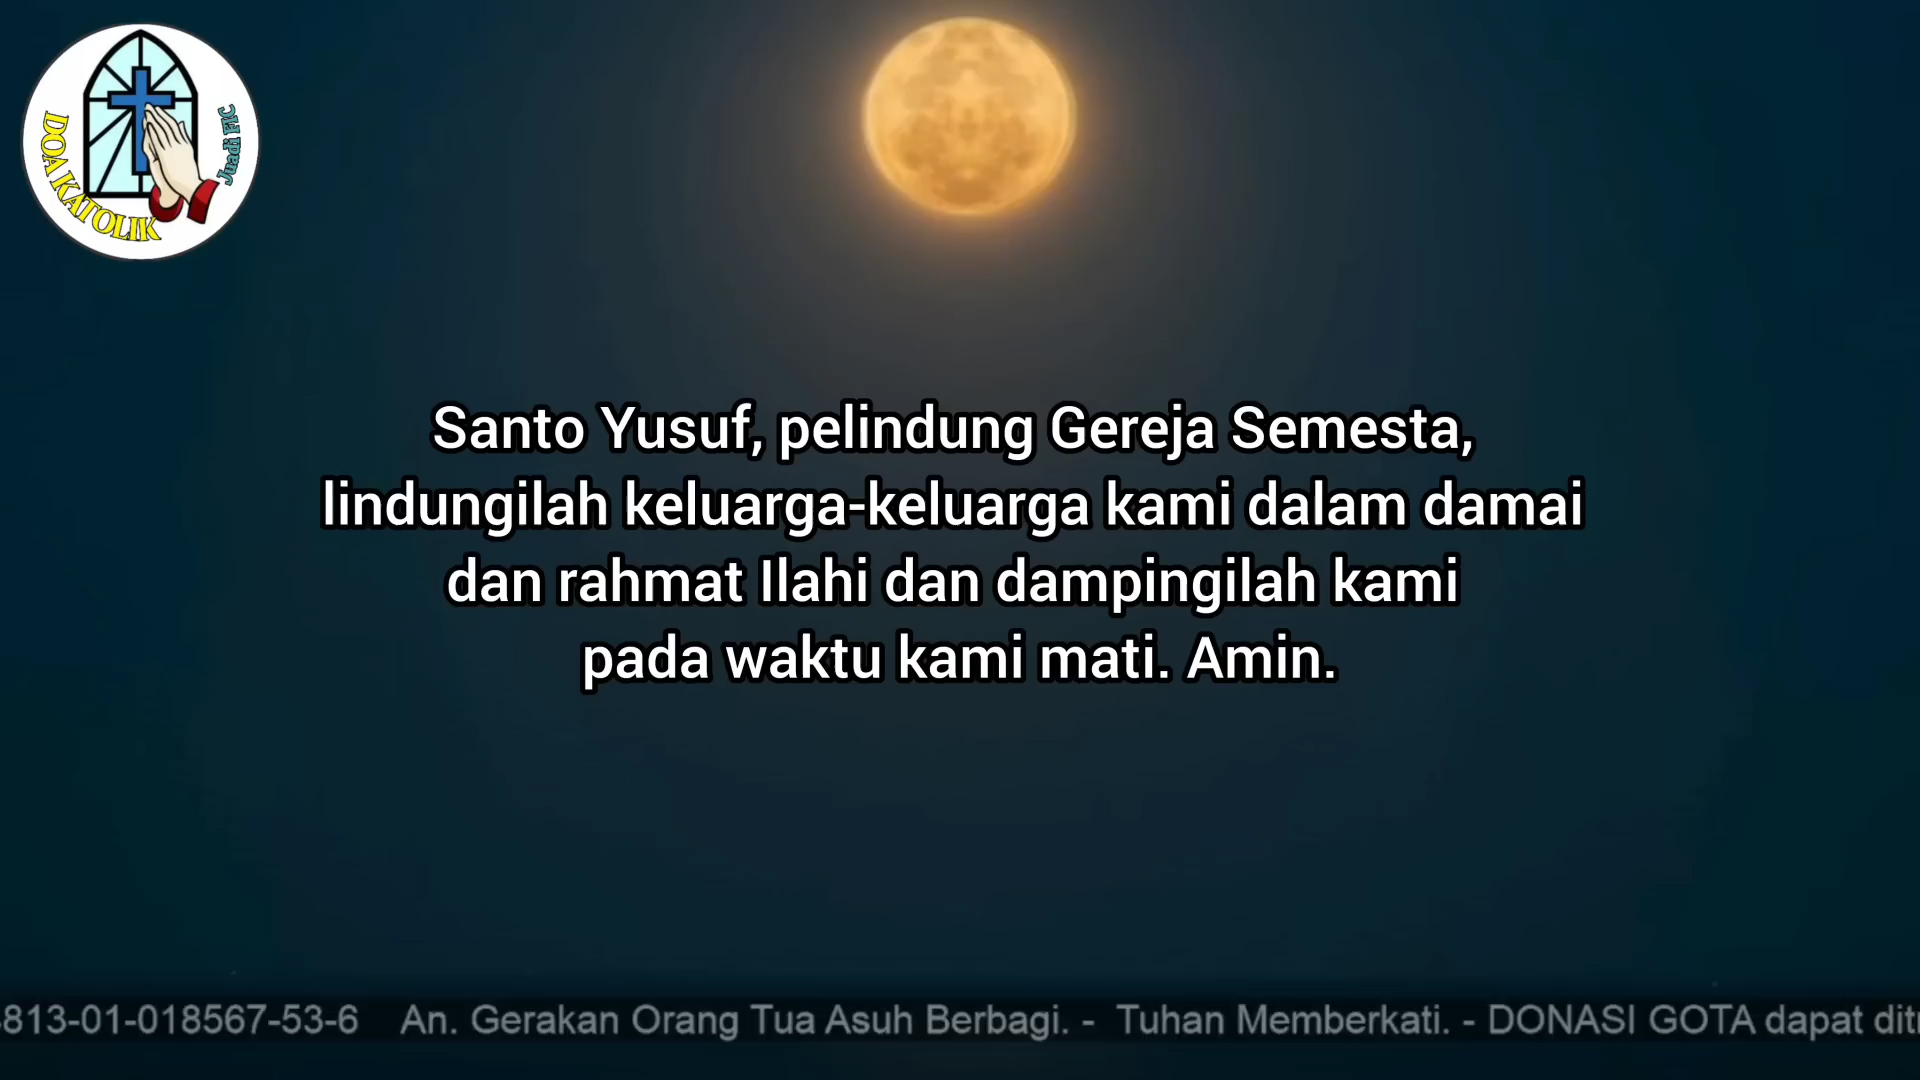 DOA KATOLIK
Juadi FIC
Santo Yusuf, pelindung Gereja Semesta,
lindungilah keluarga-keluarga kami dalam damai
dan rahmat Ilahi dan dampingilah kami
pada waktu kami mati. Amin.
-813-01-018567-53-6 An. Gerakan Orang Tua Asuh Berbagi. - Tuhan Memberkati. - DONASI GOTA dapat dit